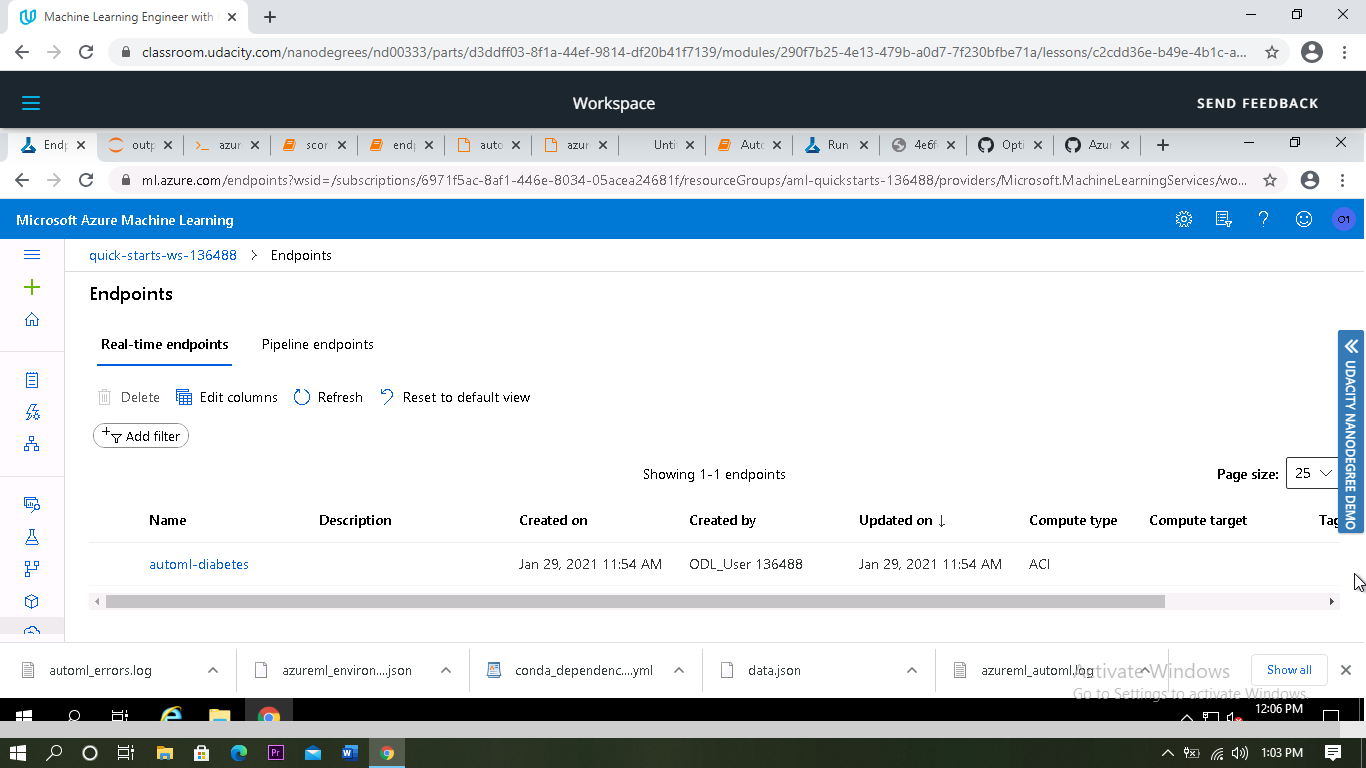 Machine Learning Engineer with
classroom.udacity.com/nanodegrees/nd00333/parts/d3ddff03-8f1a-44ef-9814-df20b41f7139/modules/290f7b25-4e13-479b-a0d7-7f230bfbe71a/lessons/c2cdd36e-b49e-4b1c-a...
Workspace
SEND FEEDBACK
Endp
outp
azur
scor
endp
auto
azur
Unti
Auto
Run
4e6f
Opti
Azur
ml.azure.com/endpoints?wsid=/subscriptions/6971f5ac-8af1-446e-8034-05acea24681f/resourceGroups/aml-quickstarts-136488/providers/Microsoft.MachineLearningServices/wo...
Microsoft Azure Machine Learning
O1
quick-starts-ws-136488 > Endpoints
Endpoints
Real-time endpoints Pipeline endpoints
Delete Edit columns Refresh Reset to default view
Add filter
Showing 1-1 endpoints
Page size: 25
UDACITY NANODEGREE DEMO
Name Description Created on Created by Updated on ↓ Compute type Compute target Tag
automl-diabetes Jan 29, 2021 11:54 AM ODL_User 136488 Jan 29, 2021 11:54 AM ACI
automl_errors.log azureml_environ....json conda_dependenc....yml data.json azureml_automl.log Show all
Activate Windows
Go to Settings to activate Windows.
12:06 PM
Pr
W
1:03 PM